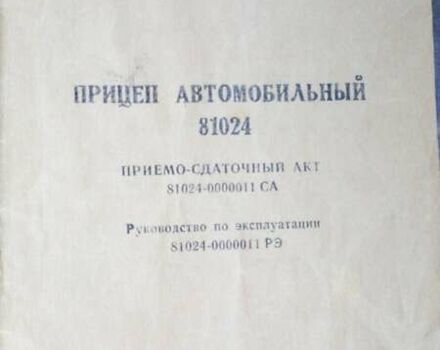 ПРИЦЕП АВТОМОБИЛЬНЫЙ
81024
ПРИЕМО-СДАТОЧНЫЙ АКТ
81024-0000011 СА
Руководство по эксплуатации
81024-0000011 РЭ